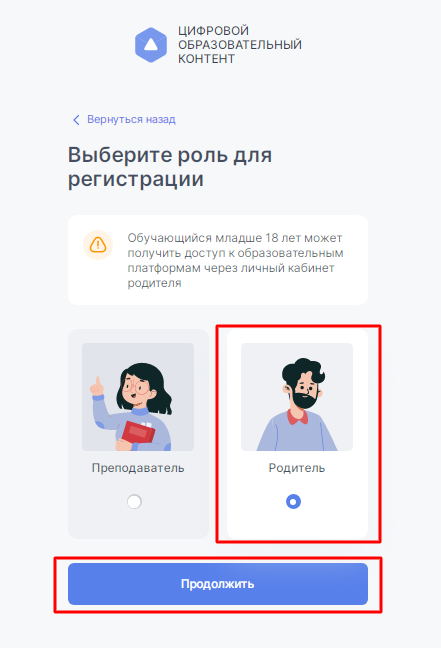 ЦИФРОВОЙ
ОБРАЗОВАТЕЛЬНЫЙ
КОНТЕНТ
Вернуться назад
Выберите роль для
регистрации
Обучающийся младше 18 лет может
получить доступ к образовательным
платформам через личный кабинет
родителя
Преподаватель
Родитель
Продолжить